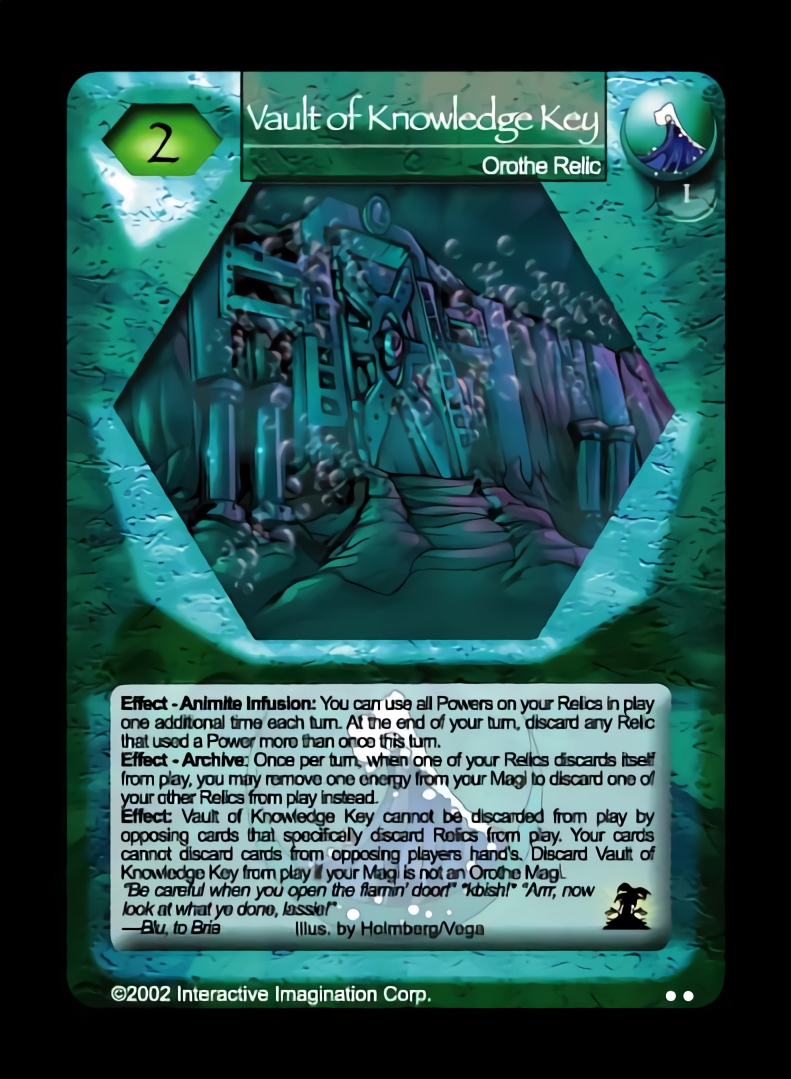 2
Vault of Knowledge Key
Orothe Relic
1
Effect - Animite Infusion: You can use all Powers on your Relics in play
one additional time each turn. At the end of your turn, discard any Relic
that used a Power more than once this turn.
Effect - Archive: Once per turn, when one of your Relics discards itself
from play, you may remove one energy from your Magi to discard one of
your other Relics from play instead.
Effect: Vault of Knowledge Key cannot be discarded from play by
opposing cards that specifically discard Relics from play. Your cards
cannot discard cards from opposing players hand's. Discard Vault of
Knowledge Key from play if your Magi is not an Orothe Magi.
"Be careful when you open the flamin' door!" *kbish!* "Arrr, now
look at what ye done, lassie!"
—Blu, to Bria Illus. by Holmberg/Vega
©2002 Interactive Imagination Corp.